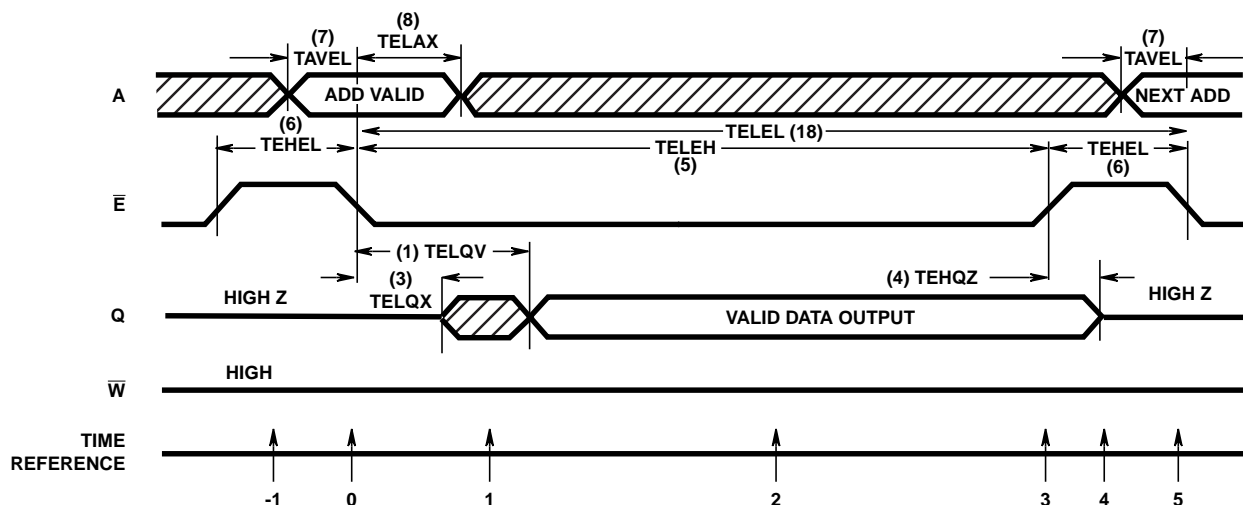 (7)
TAVEL
(8)
TELAX
(7)
TAVEL
A
ADD VALID
NEXT ADD
(6)
TEHEL
TELEL (18)
TELEH
(5)
TEHEL
(6)
E̅
(1) TELQV
(3)
TELQX
(4) TEHQZ
HIGH Z
HIGH Z
Q
VALID DATA OUTPUT
W̅
HIGH
TIME
REFERENCE
-1 0 1 2 3 4 5